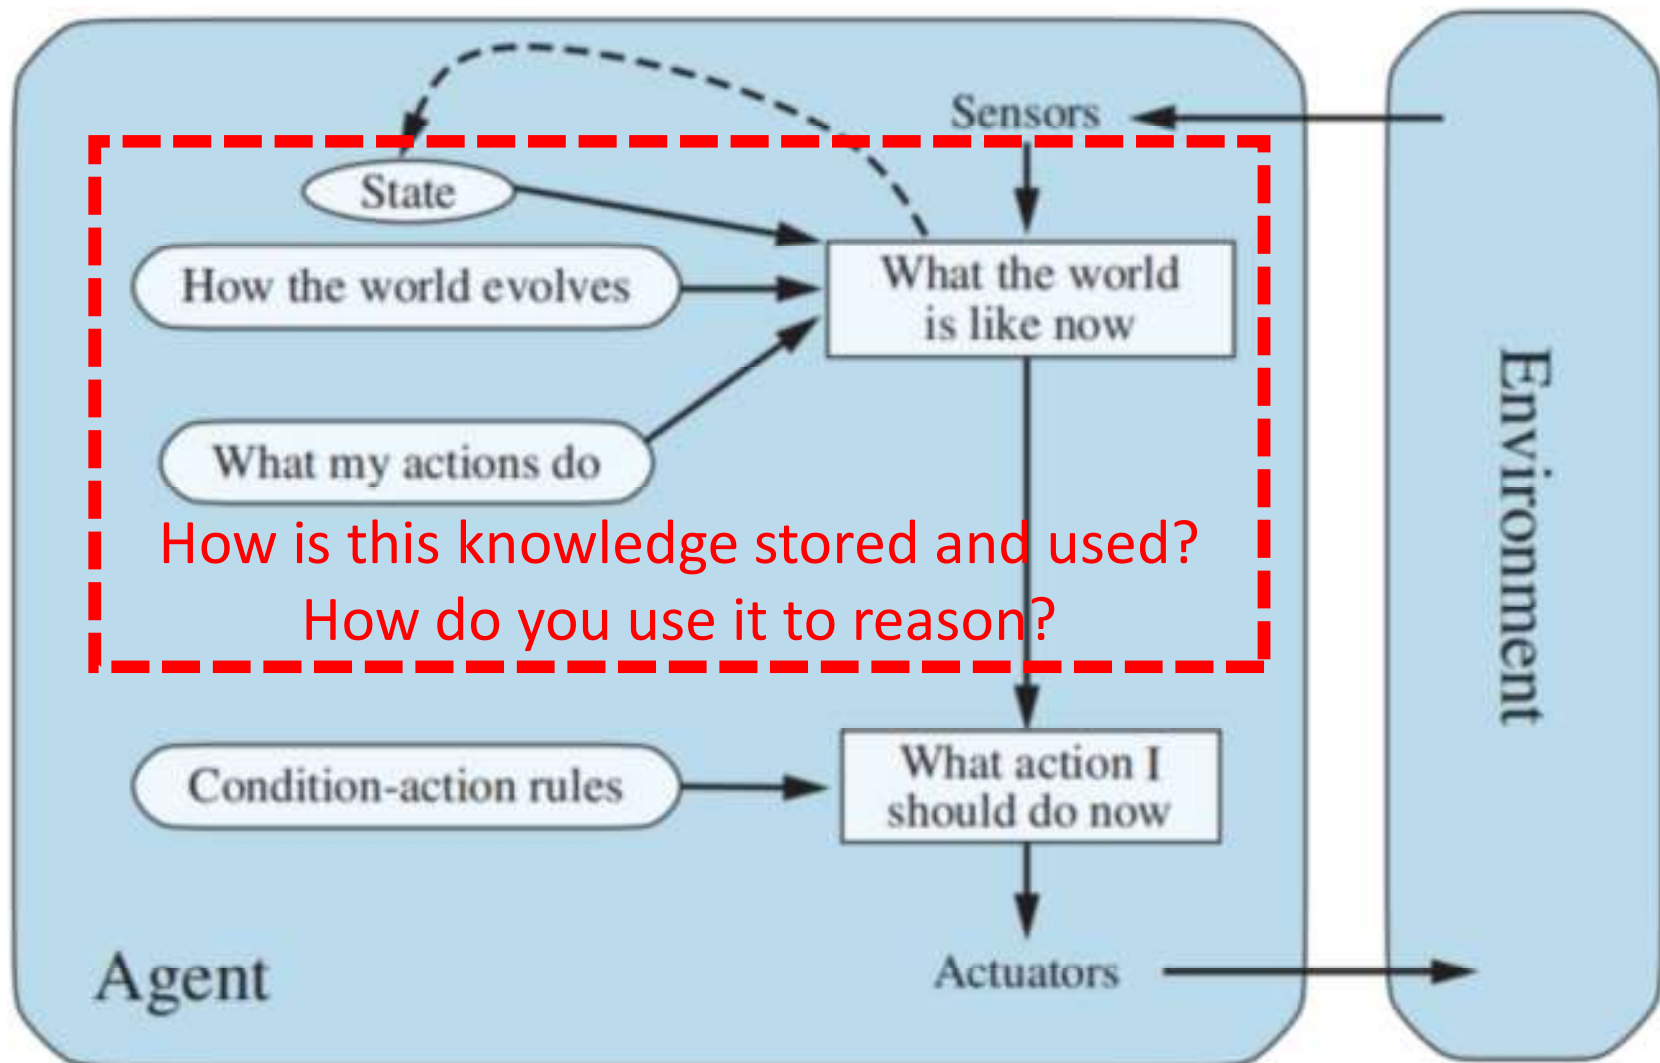 Sensors
State
How the world evolves
What the world
is like now
What my actions do
How is this knowledge stored and used?
How do you use it to reason?
Condition-action rules
What action I
should do now
Agent
Actuators
Environment